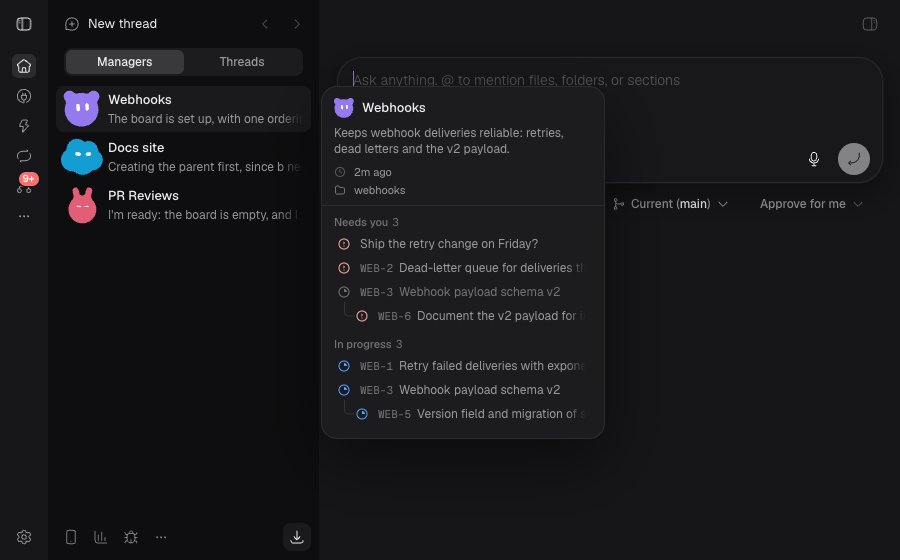 New thread
Managers
Threads
Webhooks
The board is set up, with one
Docs site
Creating the parent first, since b
PR Reviews
I'm ready: the board is empty, and
9+
Ask anything. @ to mention files, folders, or sections
Current (main)
Approve for me
Webhooks
Keeps webhook deliveries reliable: retries,
dead letters and the v2 payload.
2m ago
webhooks
Needs you 3
Ship the retry change on Friday?
WEB-2 Dead-letter queue for deliveries
WEB-3 Webhook payload schema v2
WEB-6 Document the v2 payload for
In progress 3
WEB-1 Retry failed deliveries with
WEB-3 Webhook payload schema v2
WEB-5 Version field and migration of